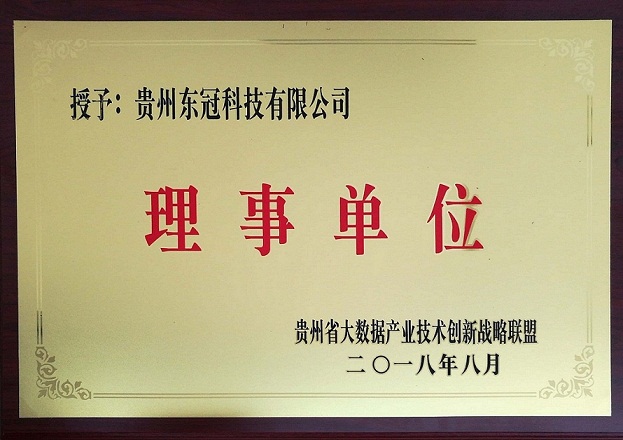 授予：贵州东冠科技有限公司
理事单位
贵州省大数据产业技术创新战略联盟
二〇一八年八月